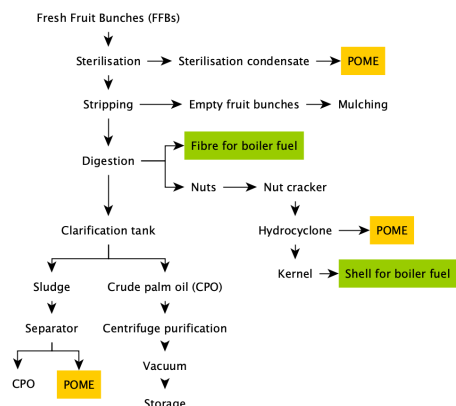 Fresh Fruit Bunches (FFBs)
Sterilisation
Sterilisation condensate
POME
Stripping
Empty fruit bunches
Mulching
Fibre for boiler fuel
Digestion
Nuts
Nut cracker
Clarification tank
Hydrocyclone
POME
Kernel
Shell for boiler fuel
Sludge
Crude palm oil (CPO)
Separator
Centrifuge purification
Vacuum
CPO
POME
Storage